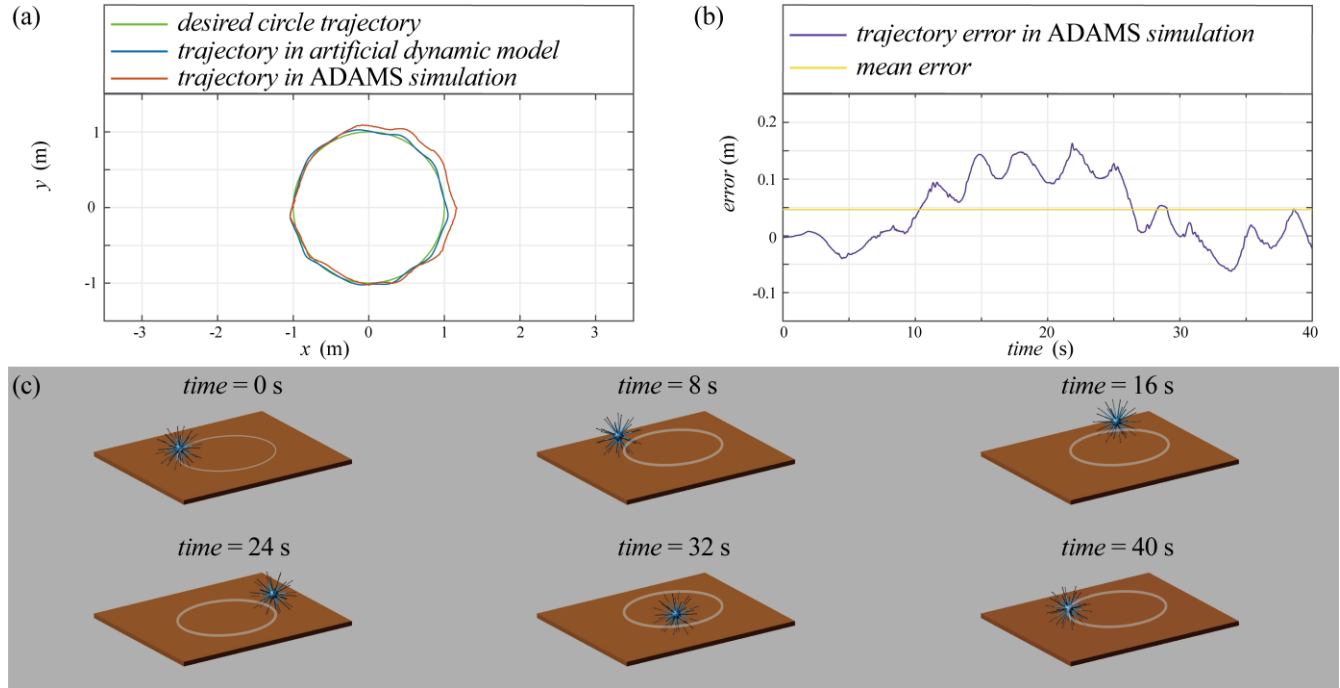 (a)
desired circle trajectory
trajectory in artificial dynamic model
trajectory in ADAMS simulation
y (m)
1
0
-1
-3
-2
-1
0
1
2
3
x (m)
(b)
trajectory error in ADAMS simulation
mean error
error (m)
0.2
0.1
0
-0.1
0
10
20
30
40
time (s)
(c)
time = 0 s
time = 8 s
time = 16 s
time = 24 s
time = 32 s
time = 40 s